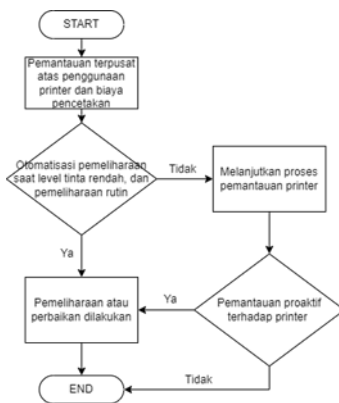 START
Pemantauan terpusat
atas penggunaan
printer dan biaya
pencetakan
Otomatisasi pemeliharaan
saat level tinta rendah, dan
pemeliharaan rutin
Tidak
Melanjutkan proses
pemantauan printer
Ya
Pemeliharaan atau
perbaikan dilakukan
Ya
Pemantauan proaktif
terhadap printer
Tidak
END